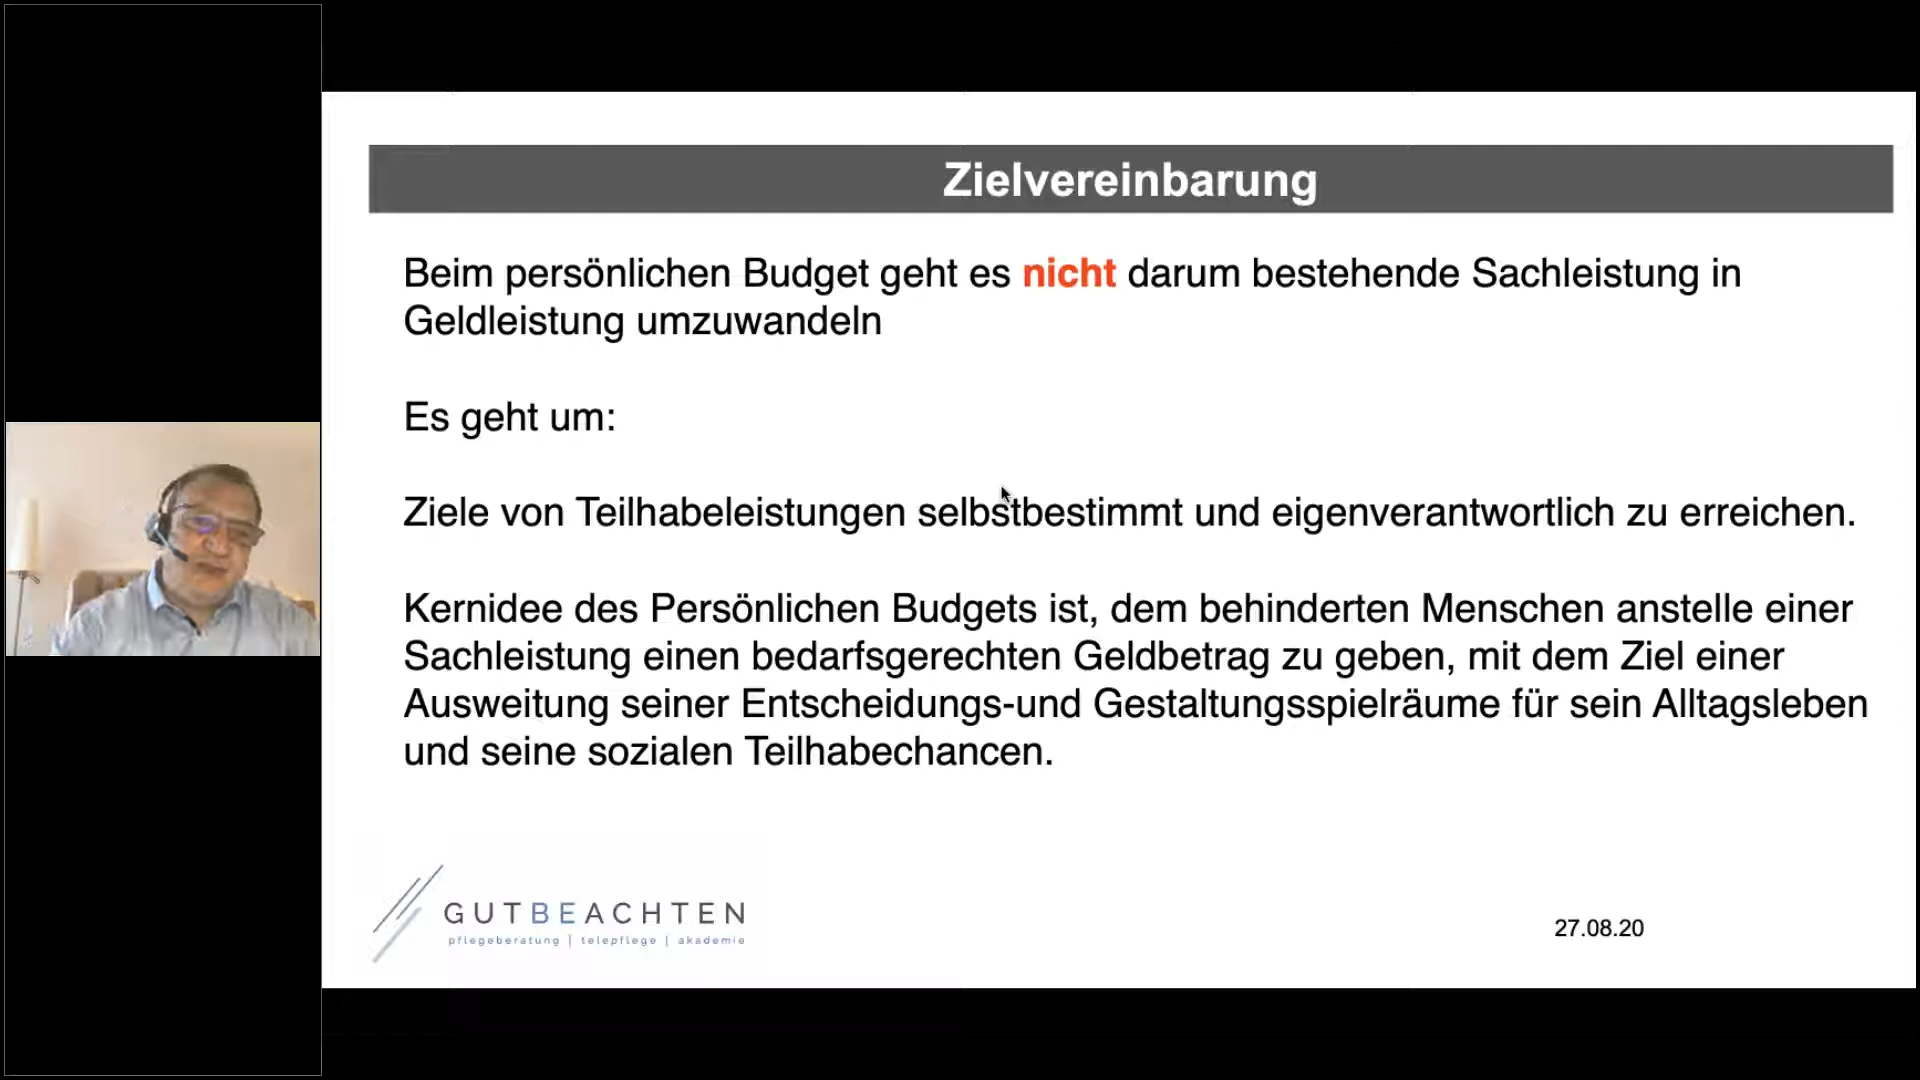 Zielvereinbarung
Beim persönlichen Budget geht es nicht darum bestehende Sachleistung in
Geldleistung umzuwandeln
Es geht um:
Ziele von Teilhabeleistungen selbstbestimmt und eigenverantwortlich zu erreichen.
Kernidee des Persönlichen Budgets ist, dem behinderten Menschen anstelle einer
Sachleistung einen bedarfsgerechten Geldbetrag zu geben, mit dem Ziel einer
Ausweitung seiner Entscheidungs-und Gestaltungsspielräume für sein Alltagsleben
und seine sozialen Teilhabechancen.
GUTBEACHTEN
pflegeberatung | telepflege | akademie
27.08.20